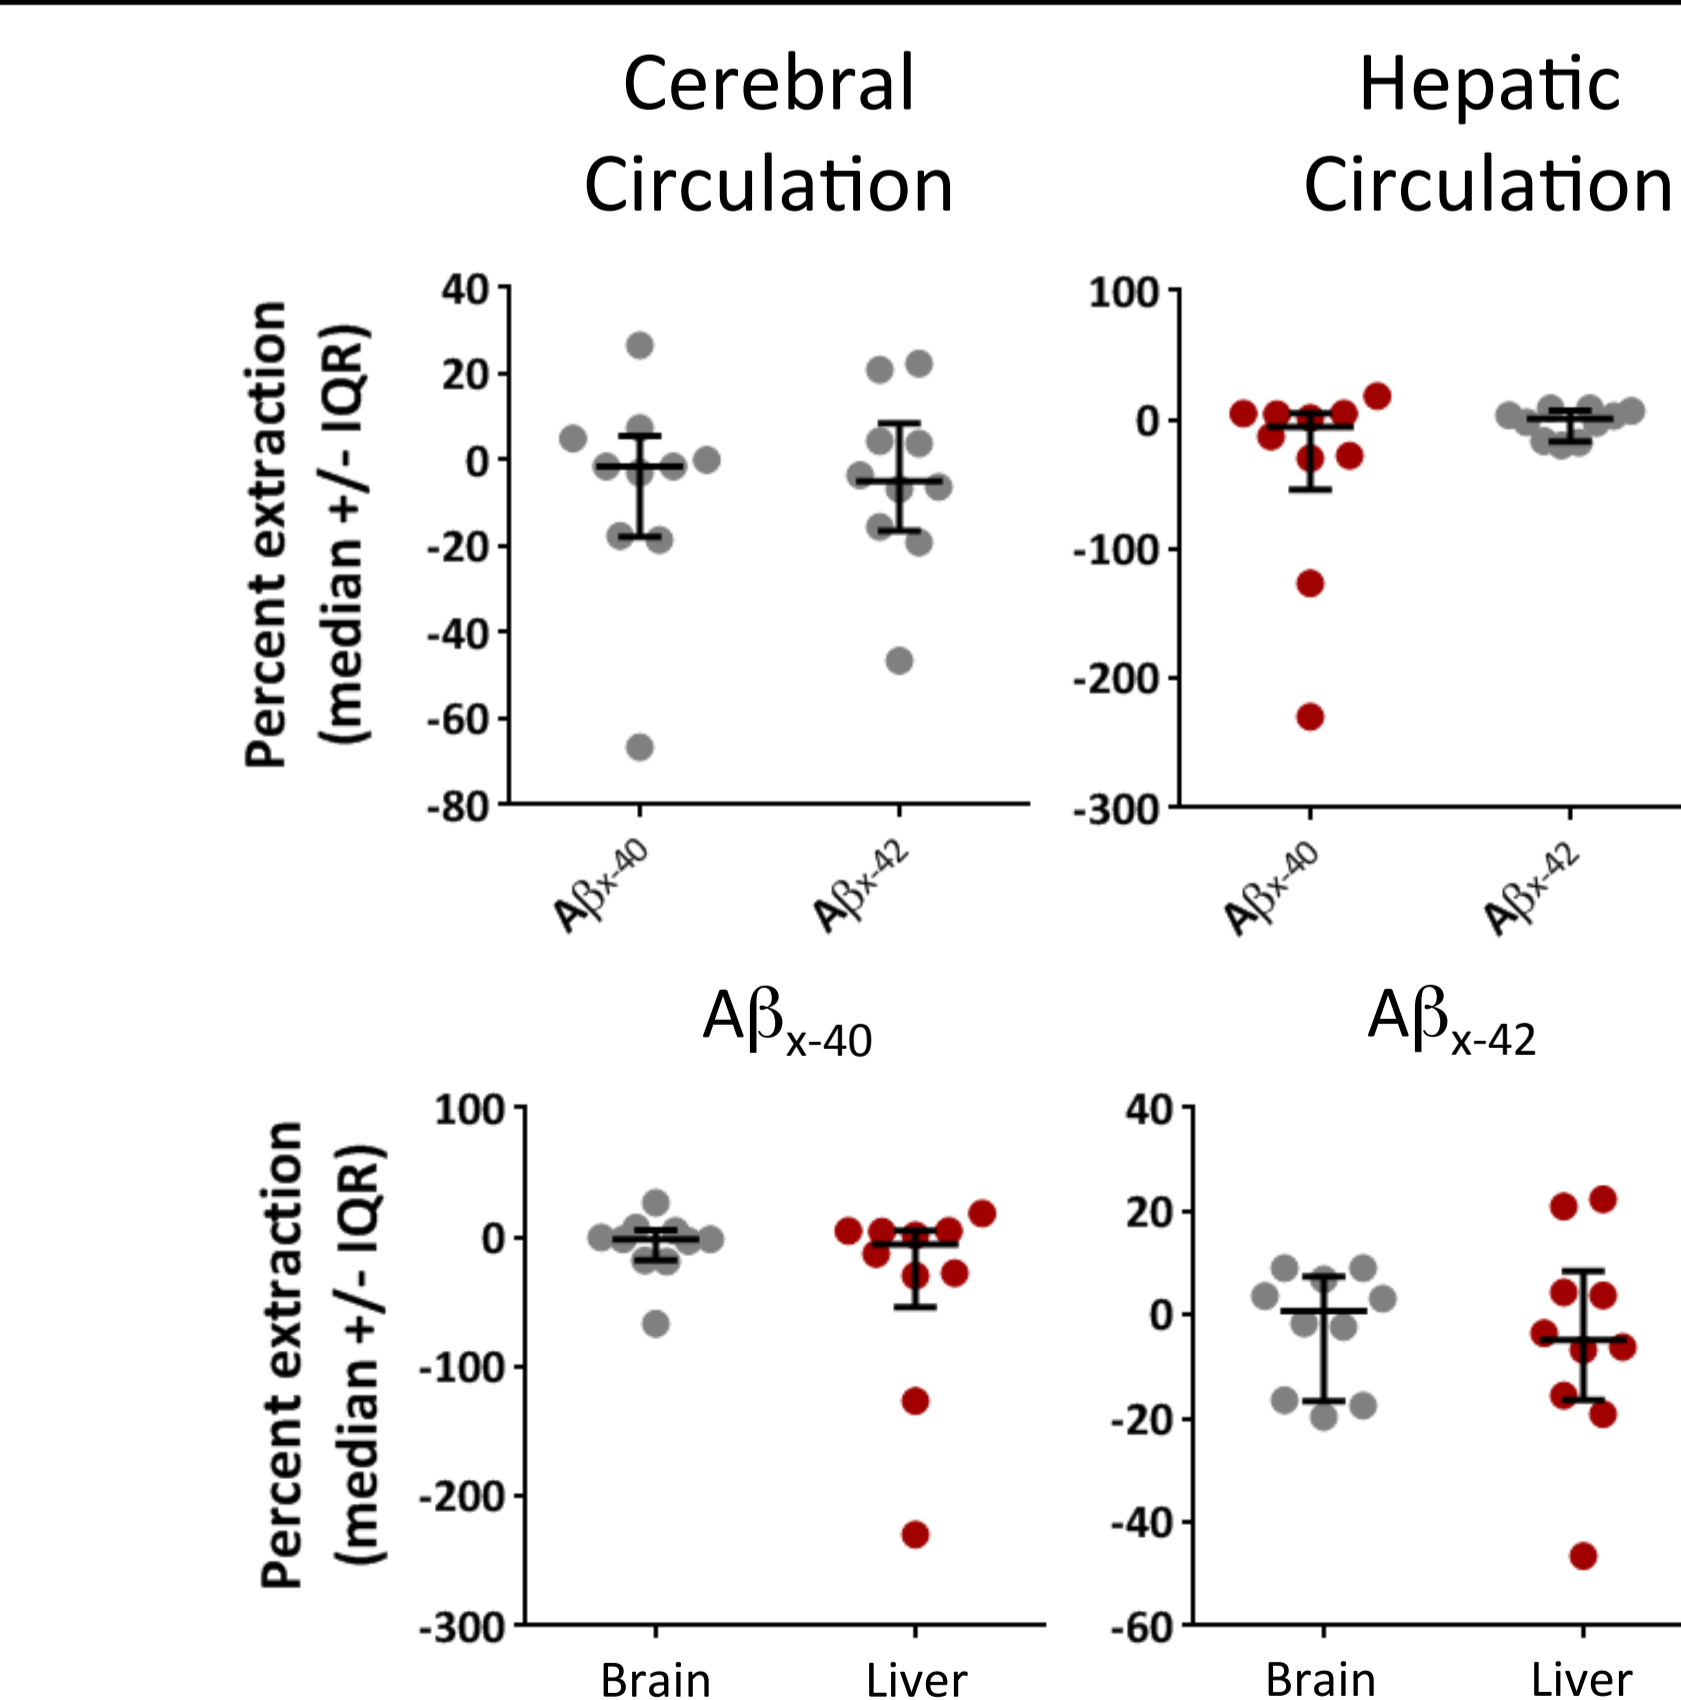 Cerebral
Circulation
Hepatic
Circulation
Percent extraction
(median +/- IQR)
40
20
0
-20
-40
-60
-80
Aβx-40
Aβx-42
100
0
-100
-200
-300
Aβx-40
Aβx-42
Aβx-40
Aβx-42
Percent extraction
(median +/- IQR)
100
0
-100
-200
-300
Brain
Liver
40
20
0
-20
-40
-60
Brain
Liver